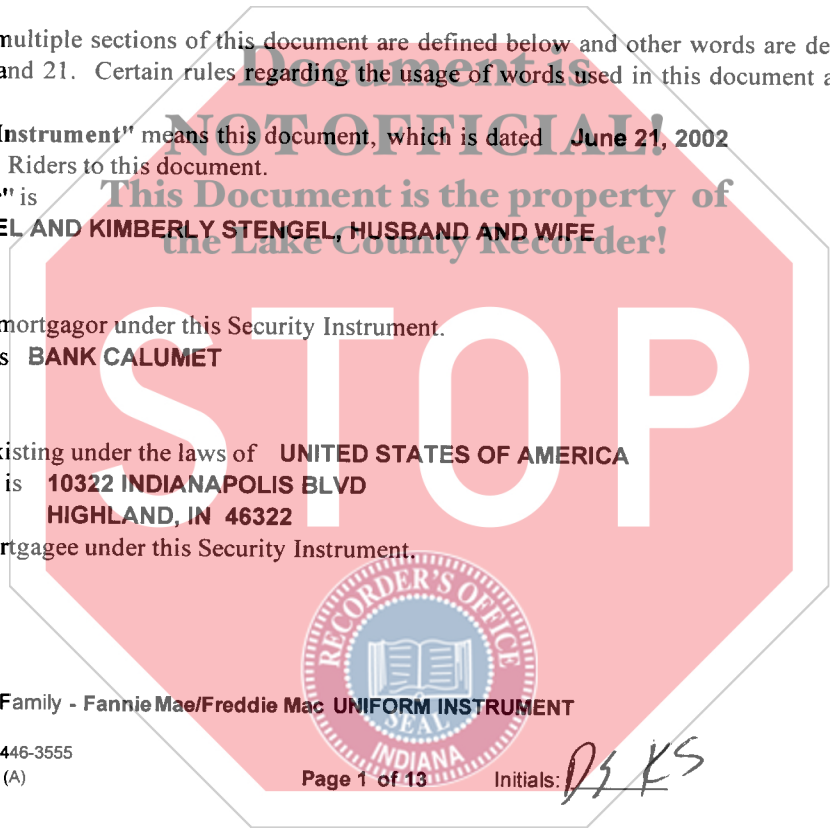 multiple sections of this document are defined below and other words are de
and 21. Certain rules regarding the usage of words used in this document a
Document is
Instrument" means this document, which is dated June 21, 2002
NOT OFFICIAL!
Riders to this document.
" is
This Document is the property of
EL AND KIMBERLY STENGEL, HUSBAND AND WIFE
the Lake County Recorder!
mortgagor under this Security Instrument.
s BANK CALUMET
STOP
xisting under the laws of UNITED STATES OF AMERICA
is 10322 INDIANAPOLIS BLVD
HIGHLAND, IN 46322
rtgagee under this Security Instrument.
RECORDER'S OFFICE
Family - Fannie Mae/Freddie Mac UNIFORM INSTRUMENT
SEAL
INDIANA
446-3555
(A)
Page 1 of 13 Initials: DS KS